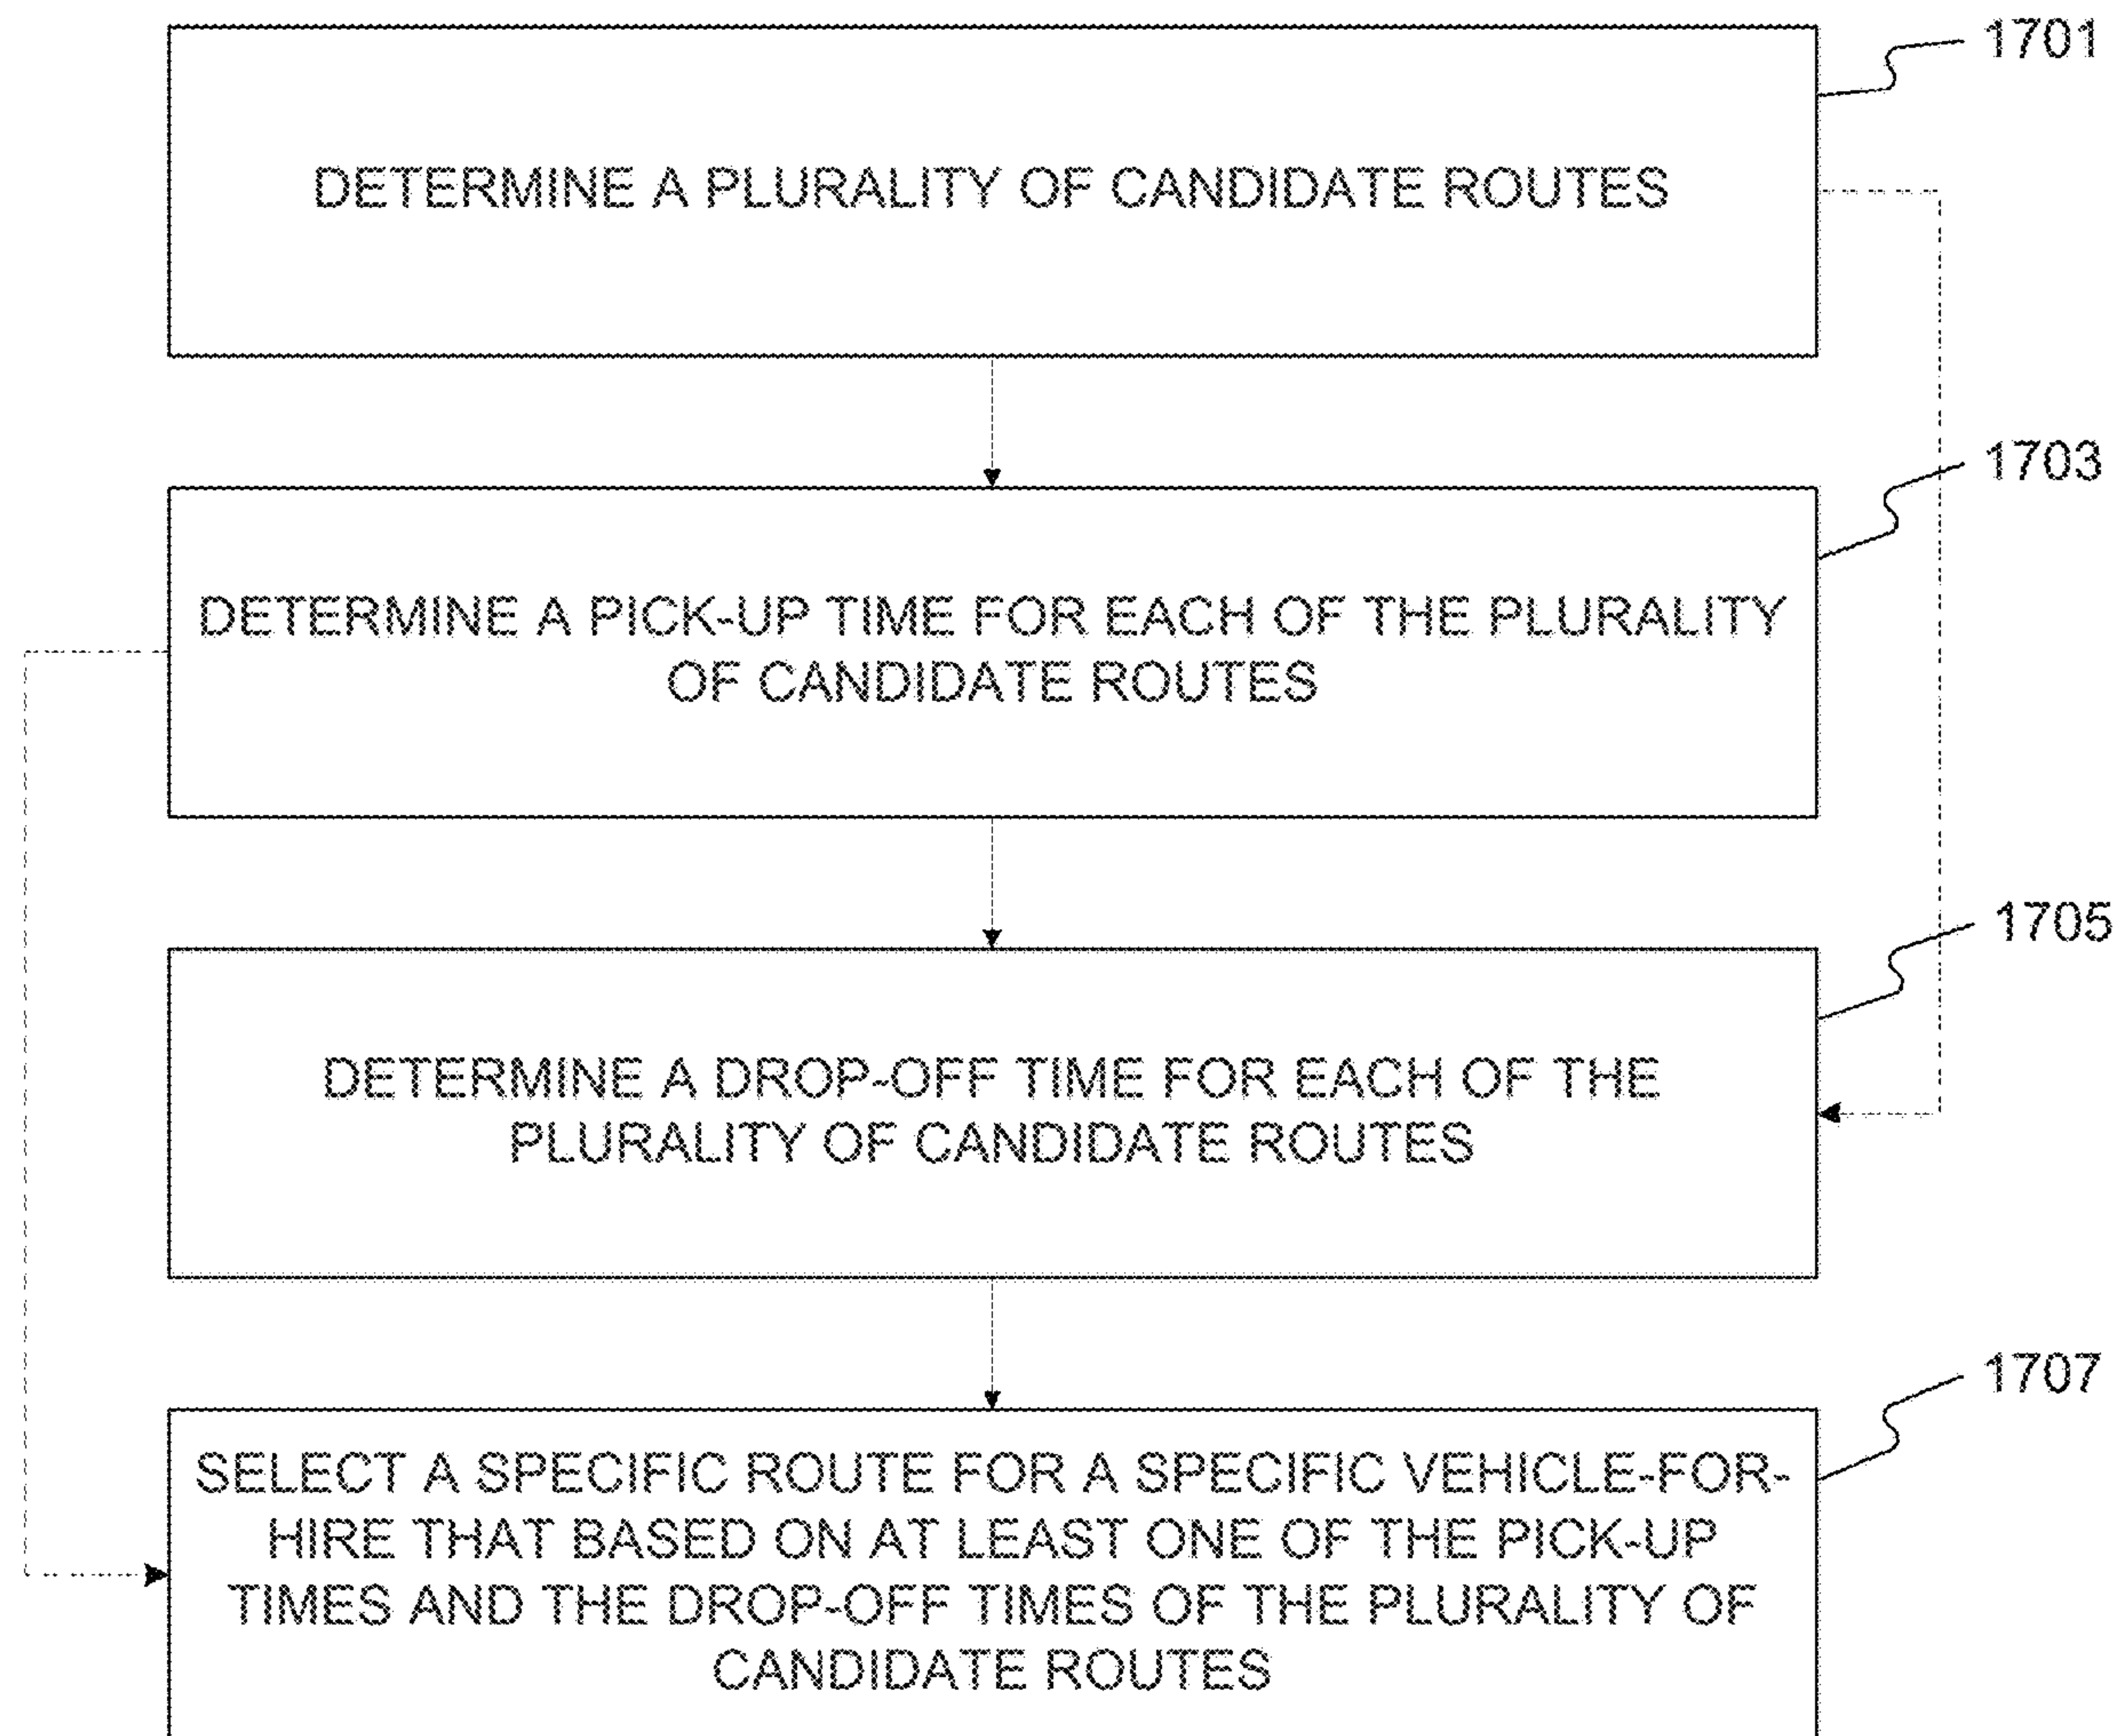 1701
DETERMINE A PLURALITY OF CANDIDATE ROUTES
1703
DETERMINE A PICK-UP TIME FOR EACH OF THE PLURALITY
OF CANDIDATE ROUTES
1705
DETERMINE A DROP-OFF TIME FOR EACH OF THE
PLURALITY OF CANDIDATE ROUTES
1707
SELECT A SPECIFIC ROUTE FOR A SPECIFIC VEHICLE-FOR-
HIRE THAT BASED ON AT LEAST ONE OF THE PICK-UP
TIMES AND THE DROP-OFF TIMES OF THE PLURALITY OF
CANDIDATE ROUTES